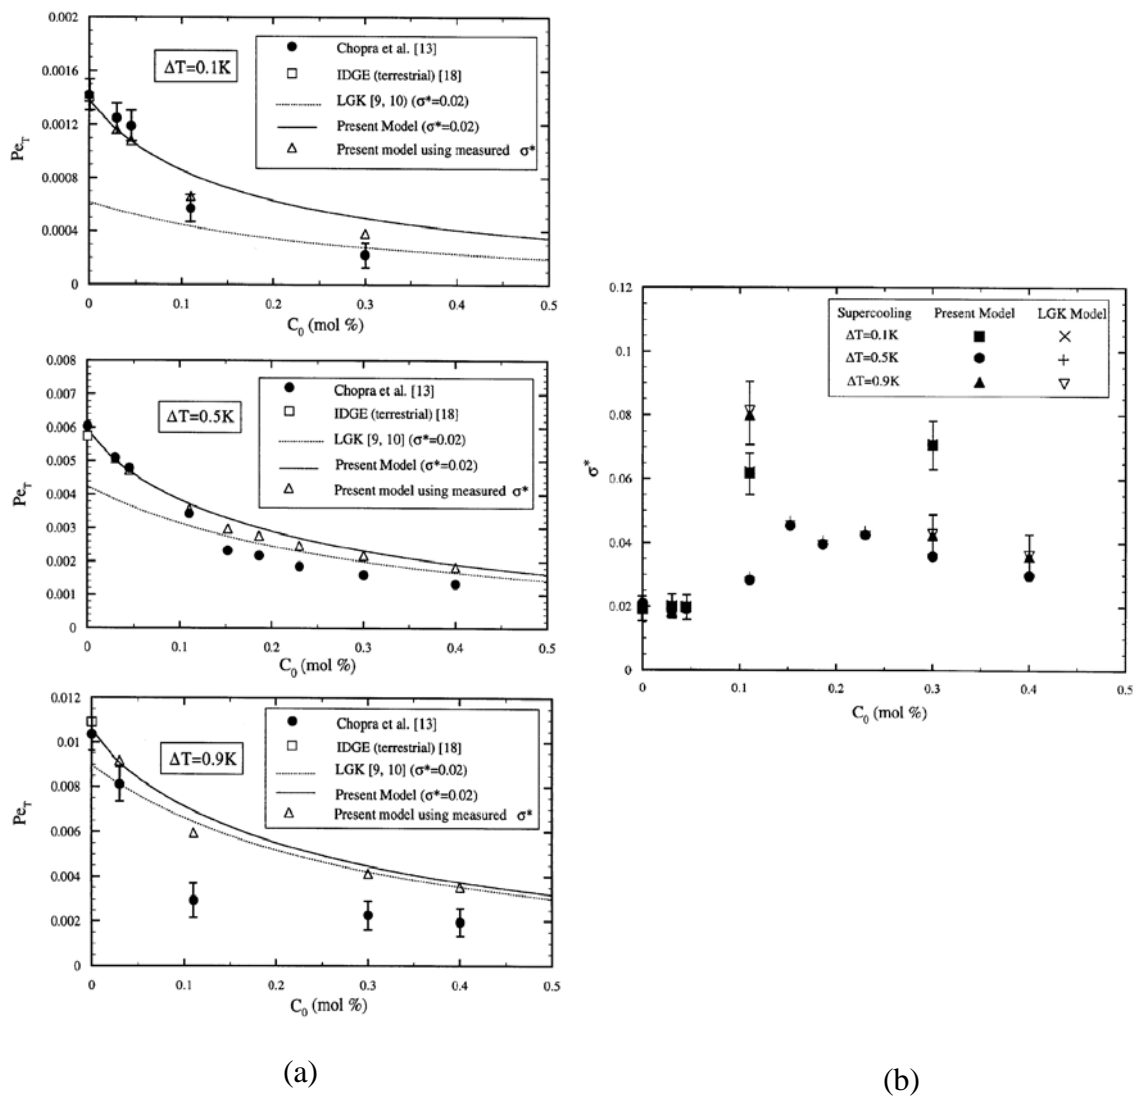 0.002
0.0016
0.0012
0.0008
0.0004
0
Pe_T
ΔT=0.1K
Chopra et al. [13]
IDGE (terrestrial) [18]
LGK [9, 10) (σ*=0.02)
Present Model (σ*=0.02)
Present model using measured σ*
0 0.1 0.2 0.3 0.4 0.5
C_0 (mol %)
0.008
0.007
0.006
0.005
0.004
0.003
0.002
0.001
0
Pe_T
ΔT=0.5K
Chopra et al. [13]
IDGE (terrestrial) [18]
LGK [9, 10] (σ*=0.02)
Present Model (σ*=0.02)
Present model using measured σ*
0 0.1 0.2 0.3 0.4 0.5
C_0 (mol %)
0.012
0.01
0.008
0.006
0.004
0.002
0
Pe_T
ΔT=0.9K
Chopra et al. [13]
IDGE (terrestrial) [18]
LGK [9, 10] (σ*=0.02)
Present Model (σ*=0.02)
Present model using measured σ*
0 0.1 0.2 0.3 0.4 0.5
C_0 (mol %)
(a)
0.12
0.1
0.08
0.06
0.04
0.02
0
σ*
Supercooling Present Model LGK Model
ΔT=0.1K
ΔT=0.5K
ΔT=0.9K
0 0.1 0.2 0.3 0.4 0.5
C_0 (mol %)
(b)